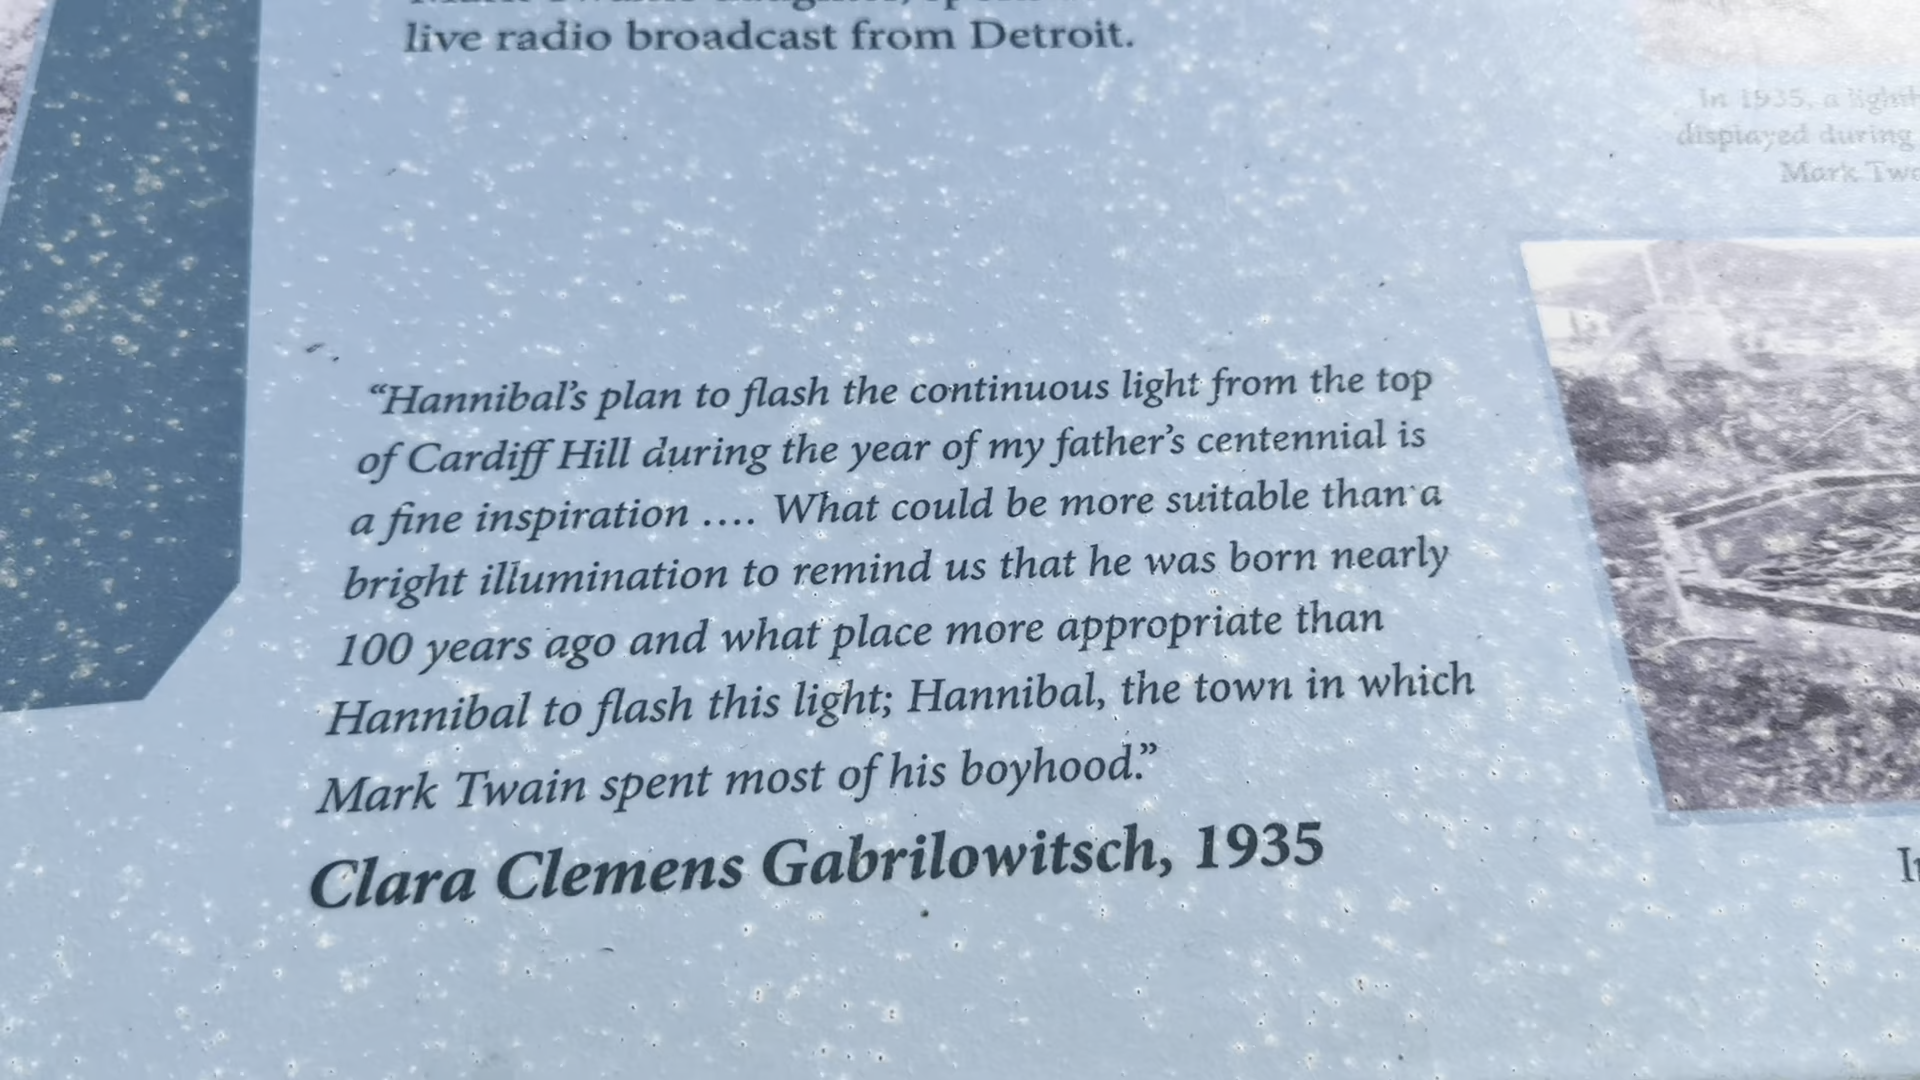 live radio broadcast from Detroit.
In 1935, a
displayed during
Mark
“Hannibal’s plan to flash the continuous light from the top
of Cardiff Hill during the year of my father’s centennial is
a fine inspiration .... What could be more suitable than a
bright illumination to remind us that he was born nearly
100 years ago and what place more appropriate than
Hannibal to flash this light; Hannibal, the town in which
Mark Twain spent most of his boyhood.”
Clara Clemens Gabrilowitsch, 1935